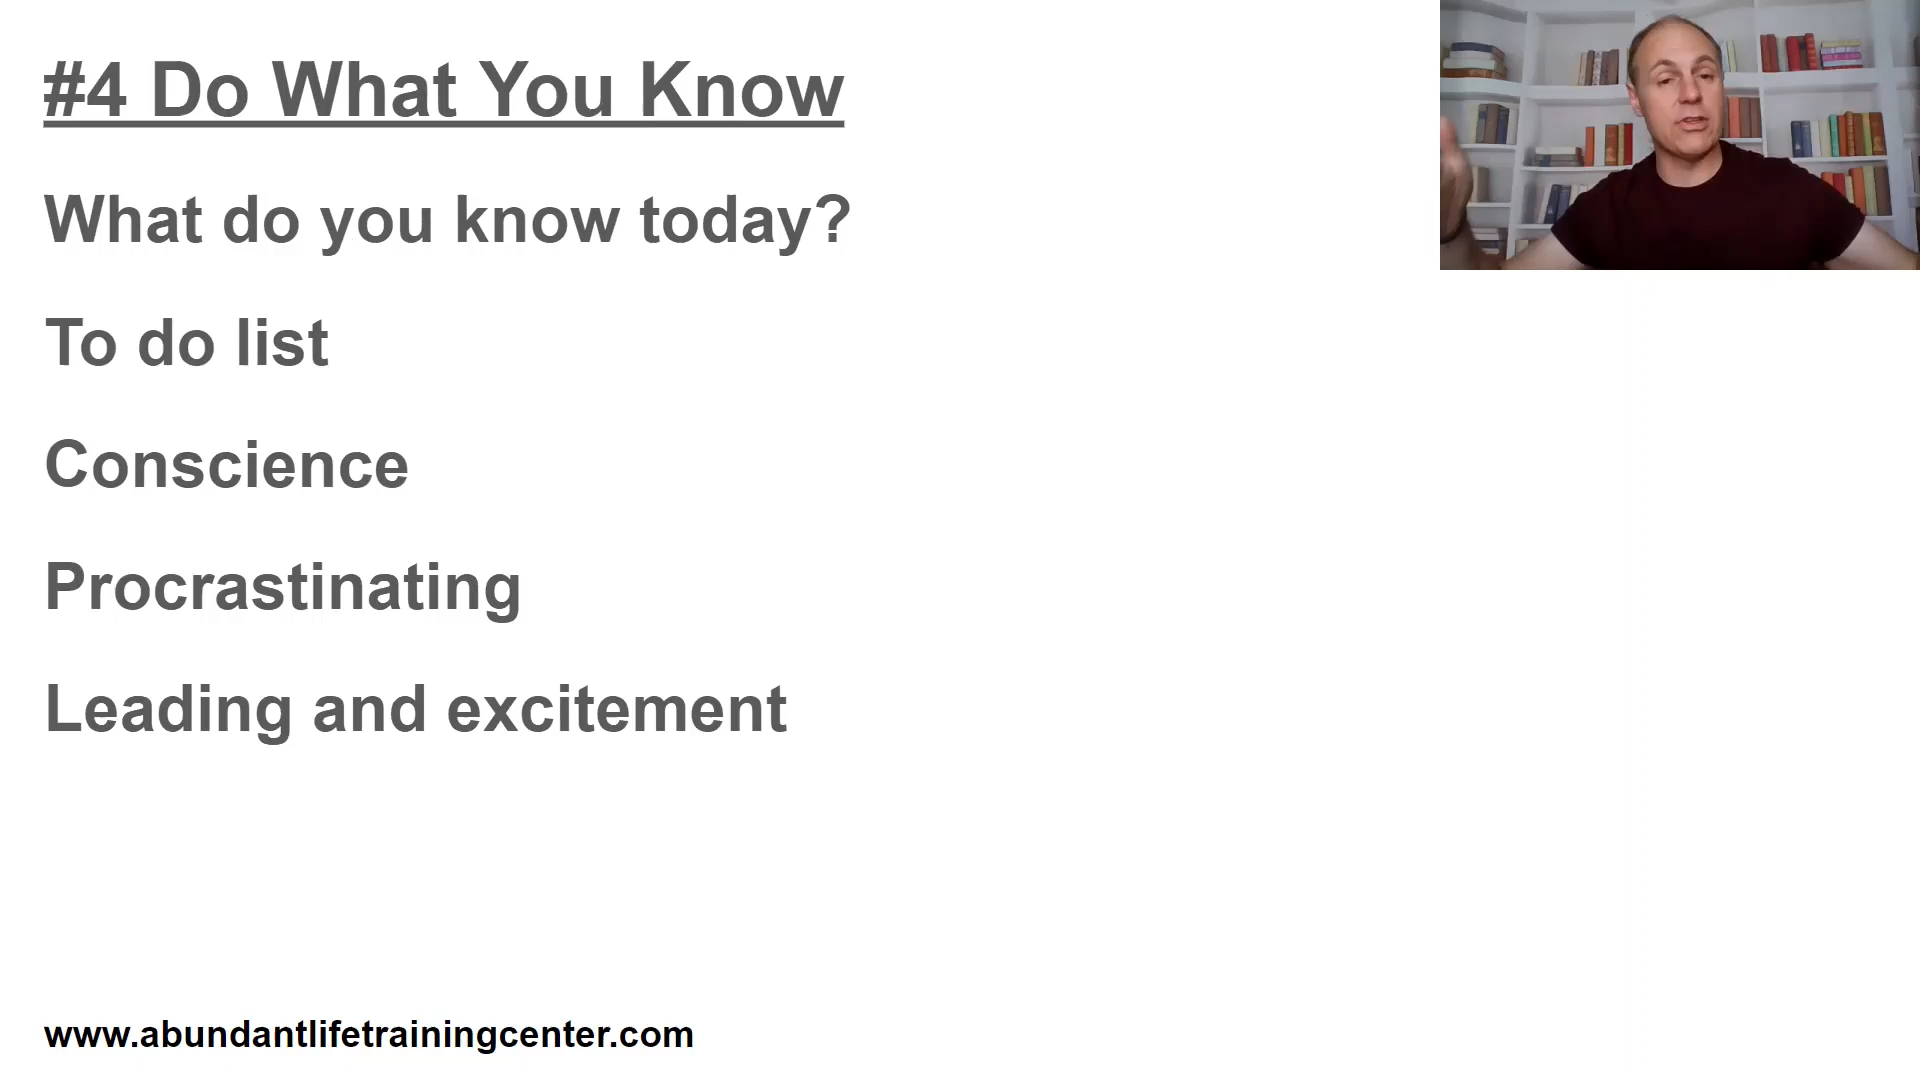 #4 Do What You Know
What do you know today?
To do list
Conscience
Procrastinating
Leading and excitement
www.abundantlifetrainingcenter.com